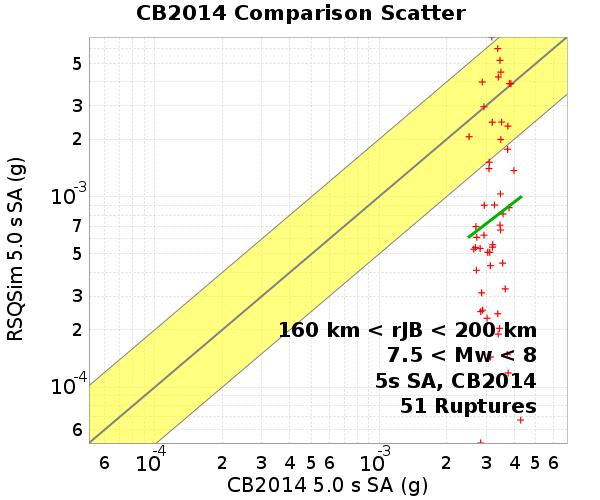 CB2014 Comparison Scatter
RSQSim 5.0 s SA (g)
5
3
2
10-3
7
5
3
2
10-4
6
160 km < rJB < 200 km
7.5 < Mw < 8
5s SA, CB2014
51 Ruptures
6 10-4 2 3 4 5 6 10-3 2 3 4 5 6
CB2014 5.0 s SA (g)